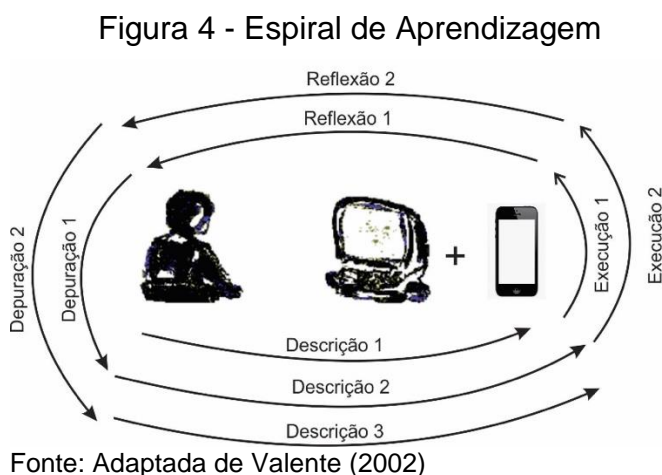 Figura 4 - Espiral de Aprendizagem
Reflexão 2
Reflexão 1
Depuração 2
Depuração 1
+
Execução 1
Execucão 2
Descrição 1
Descrição 2
Descrição 3
Fonte: Adaptada de Valente (2002)